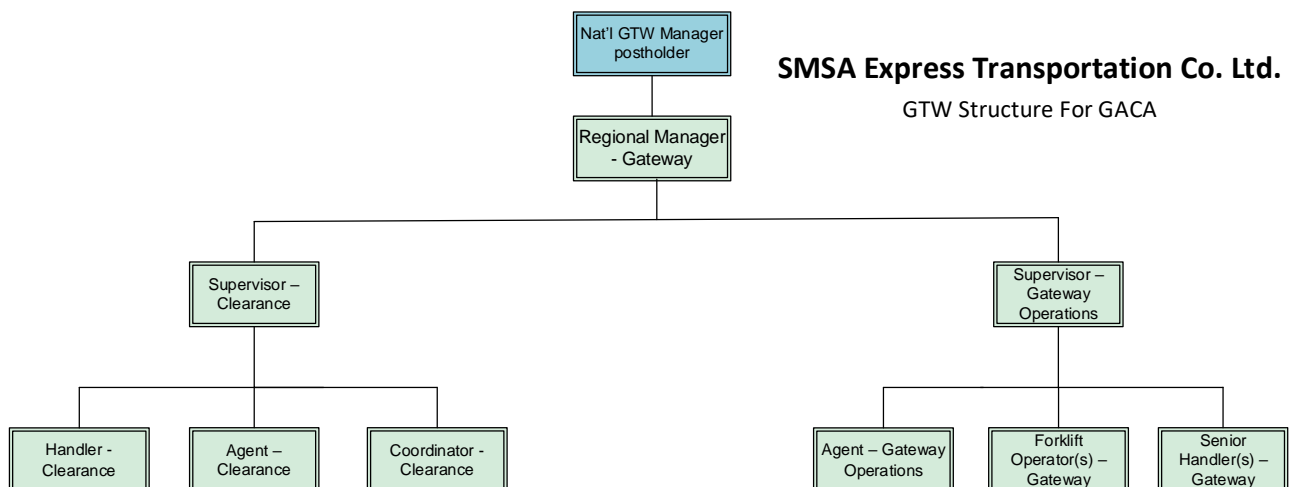 Nat'l GTW Manager
postholder
SMSA Express Transportation Co. Ltd.
GTW Structure For GACA
Regional Manager
- Gateway
Supervisor –
Clearance
Supervisor –
Gateway
Operations
Handler -
Clearance
Agent –
Clearance
Coordinator -
Clearance
Agent – Gateway
Operations
Forklift
Operator(s) –
Gateway
Senior
Handler(s) –
Gateway